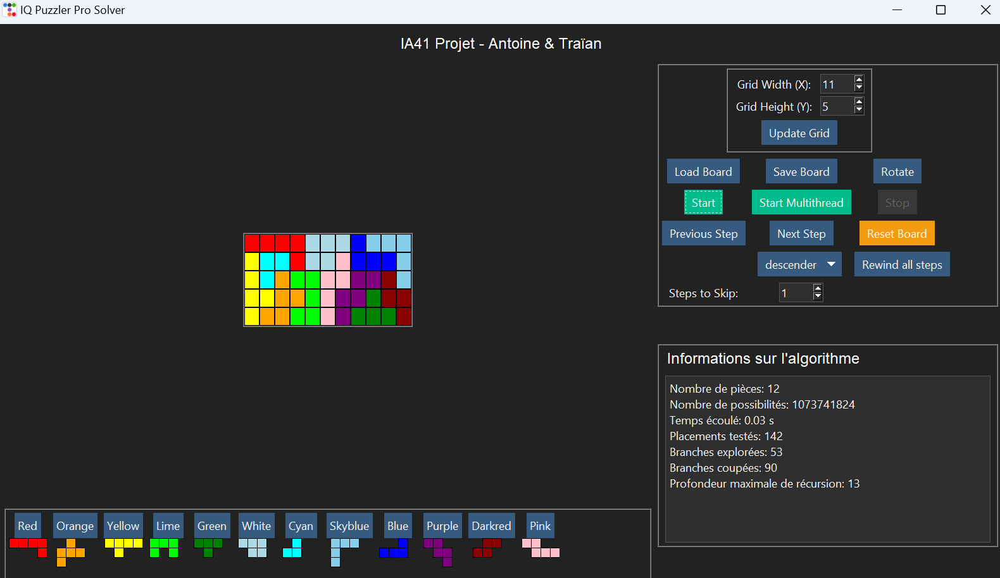 IQ Puzzler Pro Solver
IA41 Projet - Antoine & Traïan
Grid Width (X): 11
Grid Height (Y): 5
Update Grid
Load Board Save Board Rotate
Start Start Multithread Stop
Previous Step Next Step Reset Board
descender Rewind all steps
Steps to Skip: 1
Informations sur l'algorithme
Nombre de pièces: 12
Nombre de possibilités: 1073741824
Temps écoulé: 0.03 s
Placements testés: 142
Branches explorées: 53
Branches coupées: 90
Profondeur maximale de récursion: 13
Red Orange Yellow Lime Green White Cyan Skyblue Blue Purple Darkred Pink